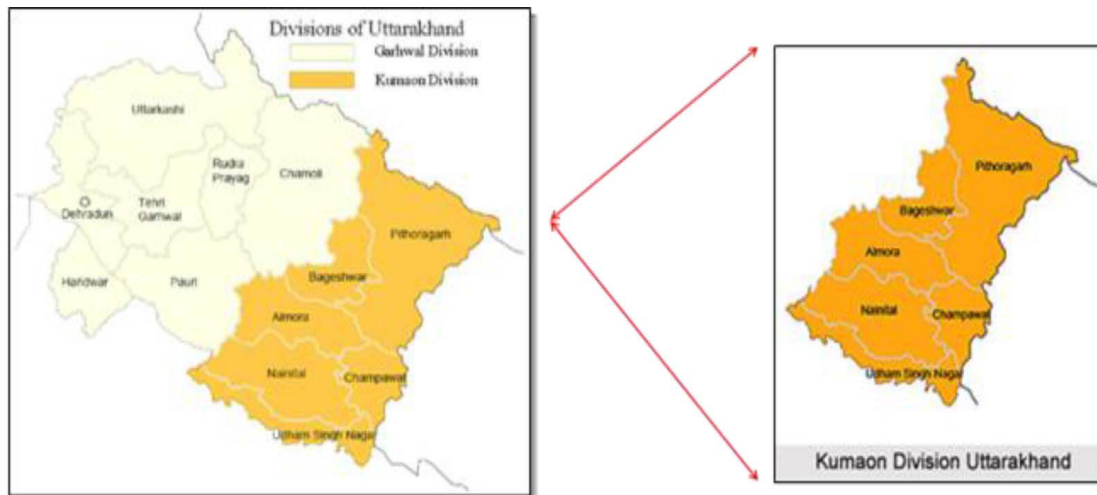 Divisions of Uttarakhand
Garhwal Division
Kumaon Division
Uttarkashi
Rudra
Prayag
Chamoli
Tehri
Garhwal
Dehradun
Pithoragarh
Haridwar
Pauri
Bageshwar
Almora
Nainital
Champawat
Udham Singh Nagar
Pithoragarh
Bageshwar
Almora
Nainital
Champawat
Udham Singh Nagar
Kumaon Division Uttarakhand